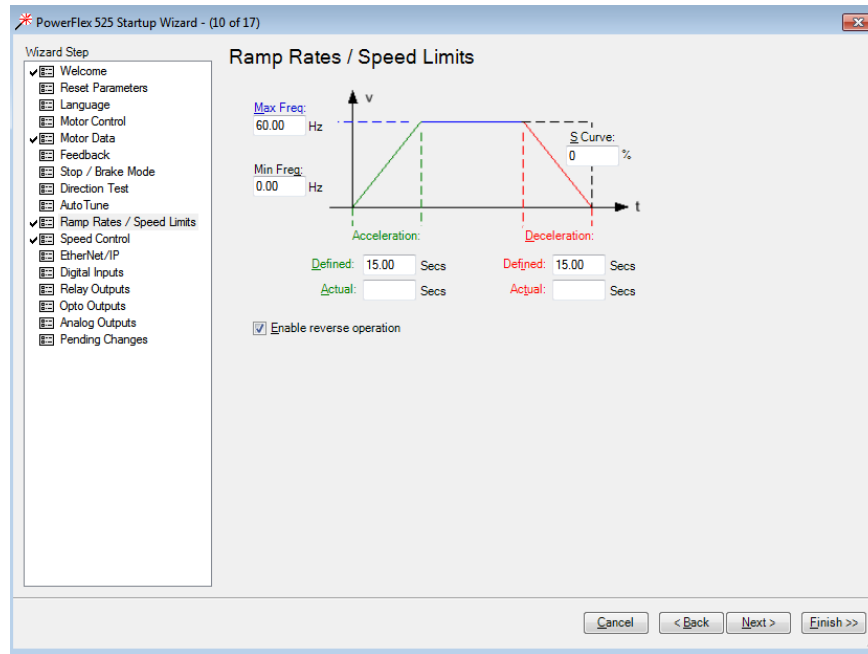 PowerFlex 525 Startup Wizard - (10 of 17)
Wizard Step
Welcome
Reset Parameters
Language
Motor Control
Motor Data
Feedback
Stop / Brake Mode
Direction Test
AutoTune
Ramp Rates / Speed Limits
Speed Control
EtherNet/IP
Digital Inputs
Relay Outputs
Opto Outputs
Analog Outputs
Pending Changes
Ramp Rates / Speed Limits
v
Max Freq:
60.00 Hz
S Curve:
0 %
Min Freq:
0.00 Hz
t
Acceleration: Deceleration:
Defined: 15.00 Secs Defined: 15.00 Secs
Actual: Secs Actual: Secs
Enable reverse operation
Cancel < Back Next > Finish >>